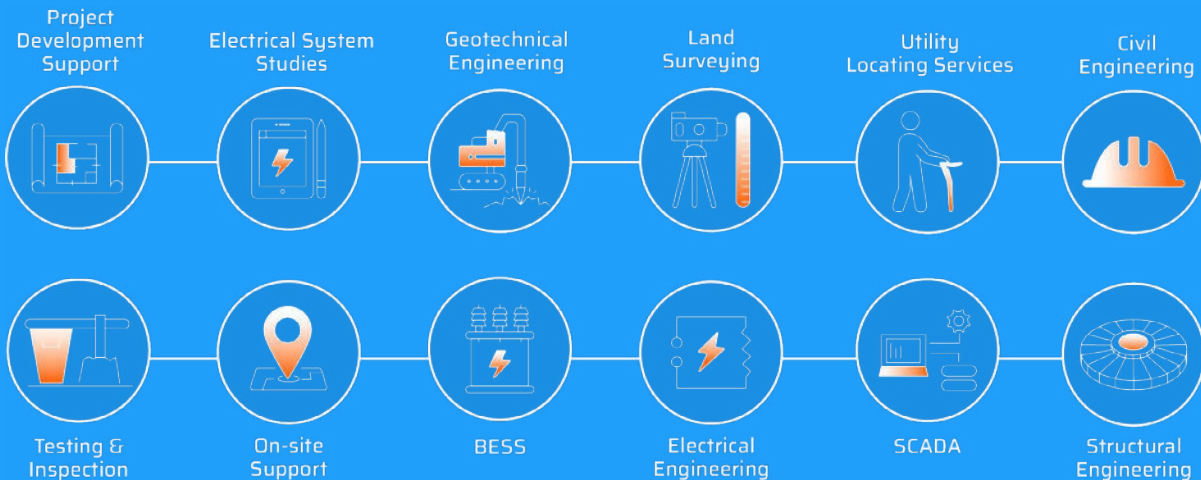 Project
Development
Support
Electrical System
Studies
Geotechnical
Engineering
Land
Surveying
Utility
Locating Services
Civil
Engineering
Testing &
Inspection
On-site
Support
BESS
Electrical
Engineering
SCADA
Structural
Engineering